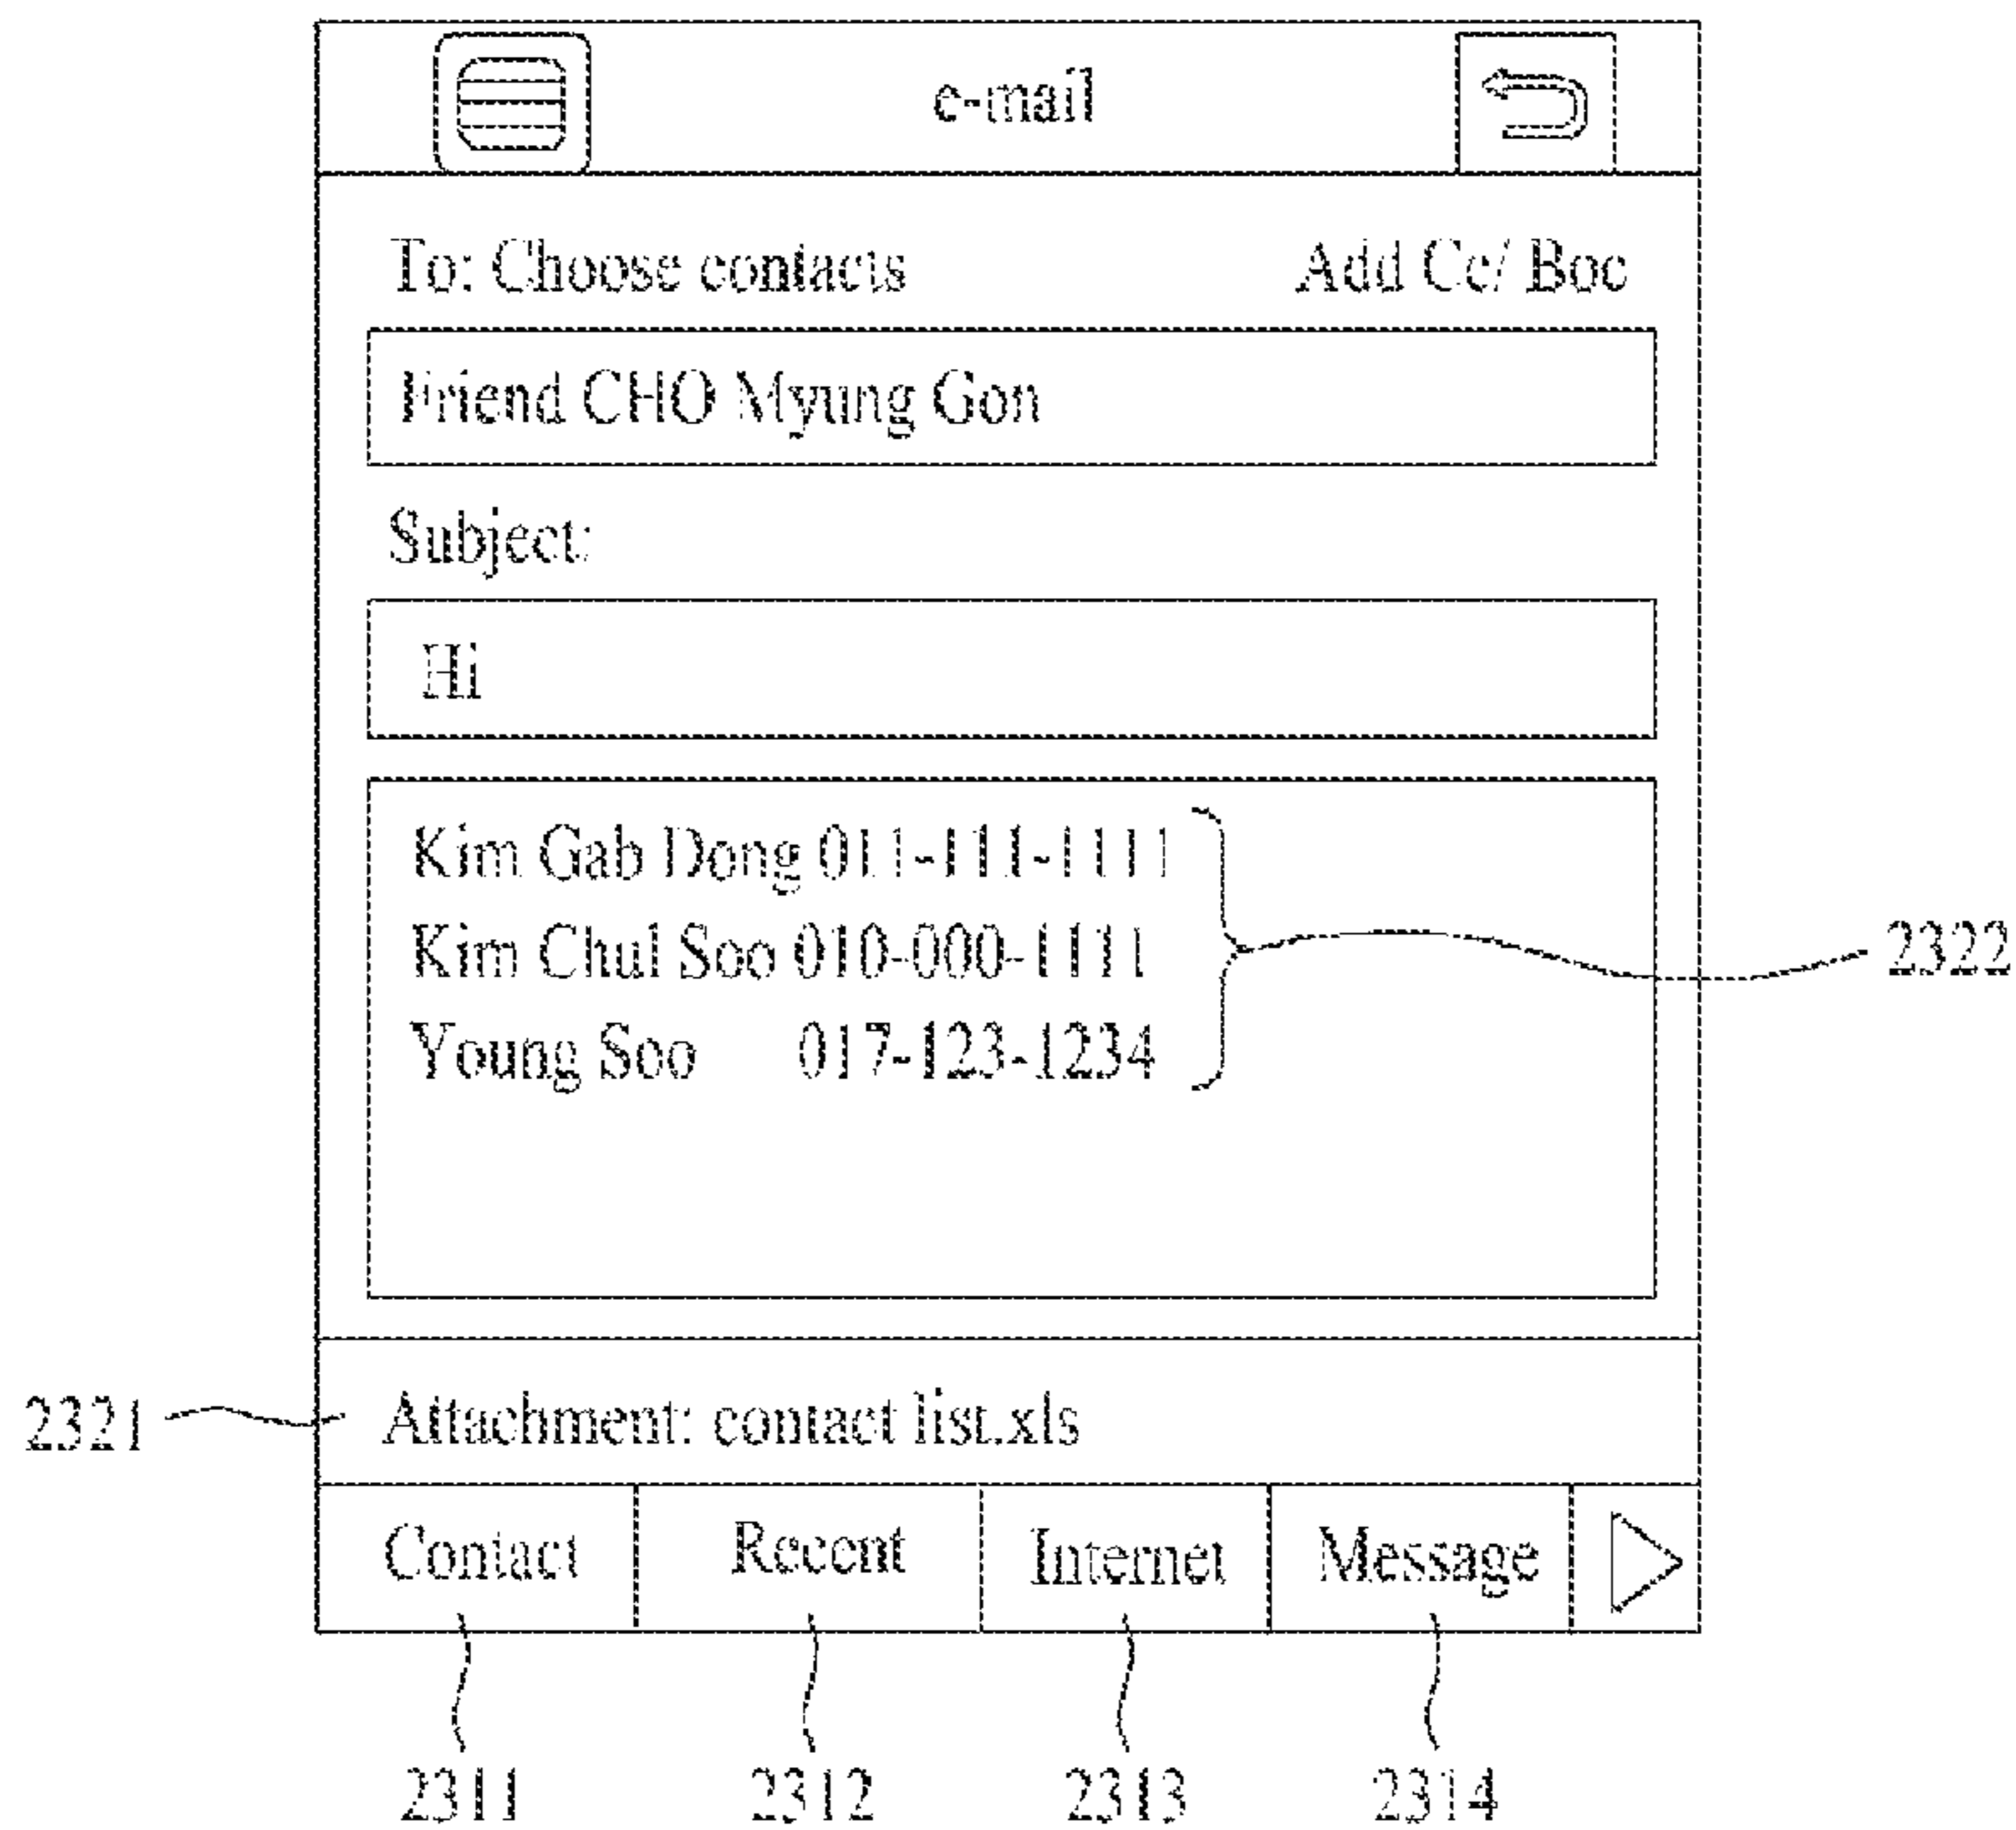 e-mail
To: Choose contacts Add Cc/ Boc
Friend CHO Myung Gon
Subject:
Hi
Kim Gab Dong 011-111-1111
Kim Chul Soo 010-000-1111
Young Soo 017-123-1234
2322
2321 Attachment: contact list.xls
Contact Recent Internet Message
2311 2312 2313 2314